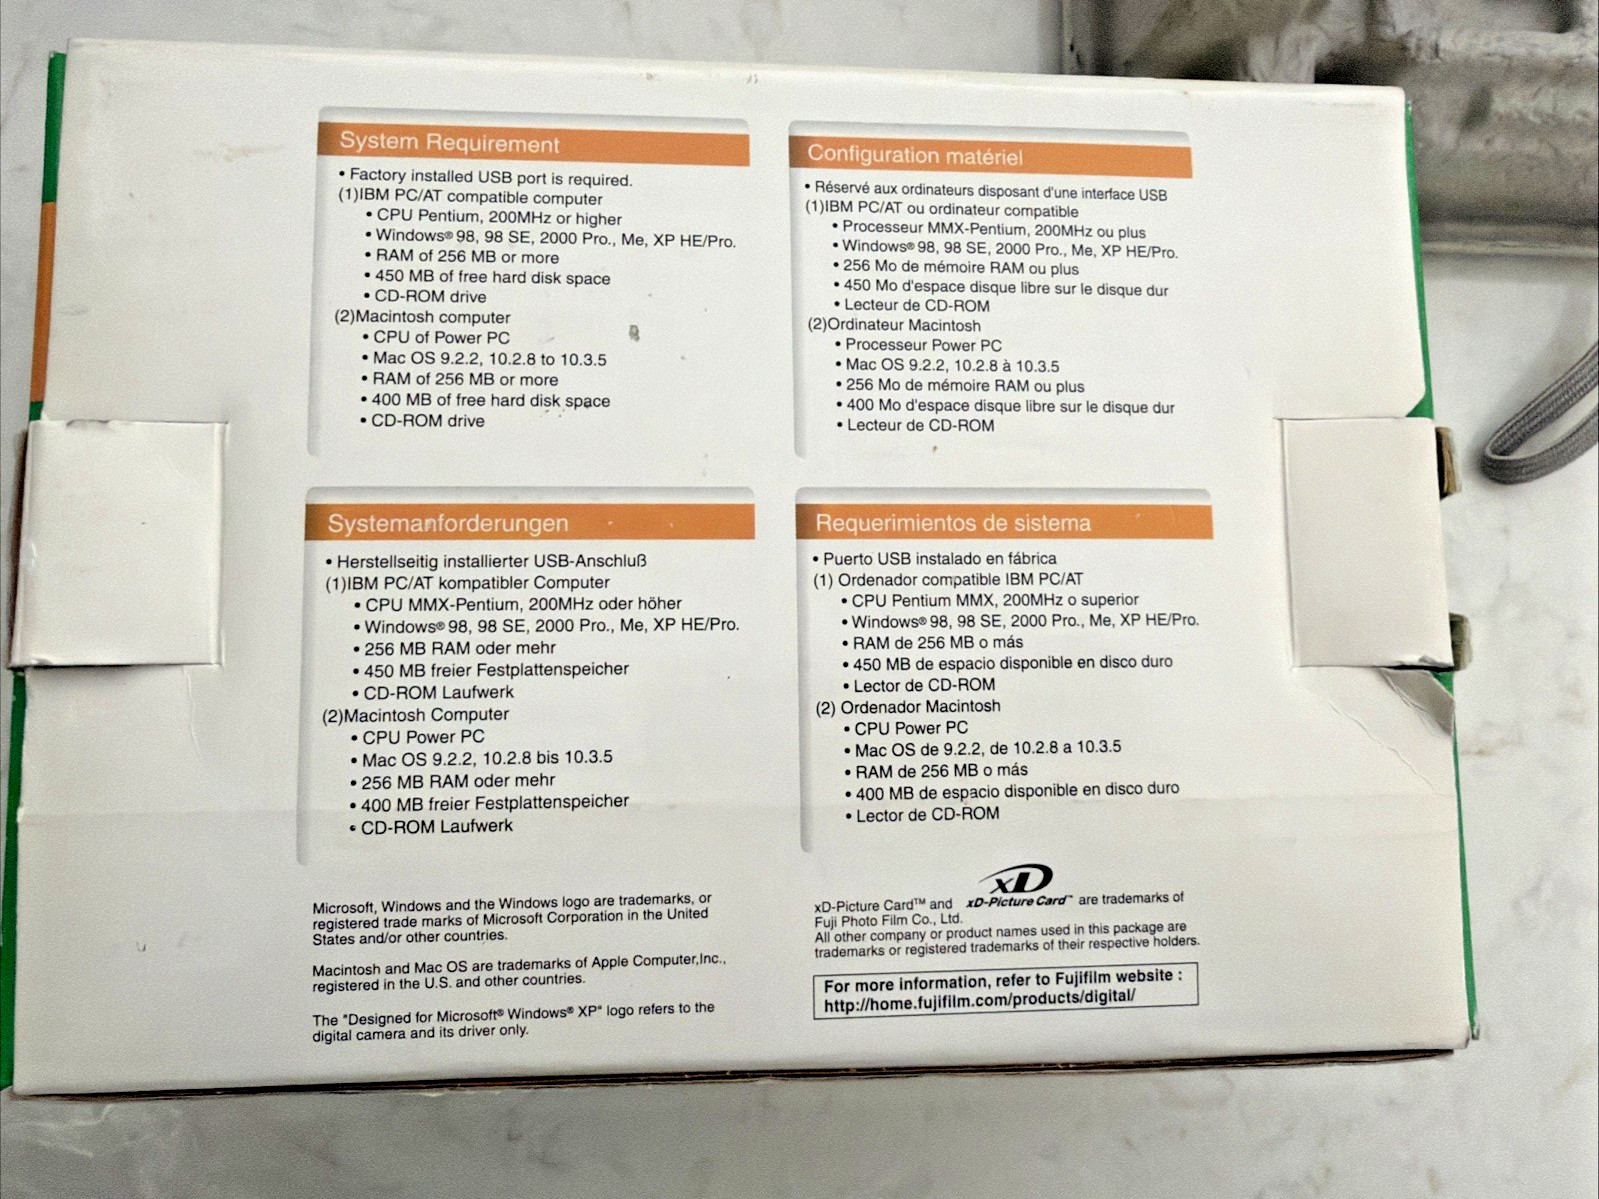 System Requirement
• Factory installed USB port is required.
(1)IBM PC/AT compatible computer
• CPU Pentium, 200MHz or higher
• Windows® 98, 98 SE, 2000 Pro., Me, XP HE/Pro.
• RAM of 256 MB or more
• 450 MB of free hard disk space
• CD-ROM drive
(2)Macintosh computer
• CPU of Power PC
• Mac OS 9.2.2, 10.2.8 to 10.3.5
• RAM of 256 MB or more
• 400 MB of free hard disk space
• CD-ROM drive
Configuration matériel
• Réservé aux ordinateurs disposant d'une interface USB
(1)IBM PC/AT ou ordinateur compatible
• Processeur MMX-Pentium, 200MHz ou plus
• Windows® 98, 98 SE, 2000 Pro., Me, XP HE/Pro.
• 256 Mo de mémoire RAM ou plus
• 450 Mo d'espace disque libre sur le disque dur
• Lecteur de CD-ROM
(2)Ordinateur Macintosh
• Processeur Power PC
• Mac OS 9.2.2, 10.2.8 à 10.3.5
• 256 Mo de mémoire RAM ou plus
• 400 Mo d'espace disque libre sur le disque dur
• Lecteur de CD-ROM
Systemanforderungen
• Herstellseitig installierter USB-Anschluß
(1)IBM PC/AT kompatibler Computer
• CPU MMX-Pentium, 200MHz oder höher
• Windows® 98, 98 SE, 2000 Pro., Me, XP HE/Pro.
• 256 MB RAM oder mehr
• 450 MB freier Festplattenspeicher
• CD-ROM Laufwerk
(2)Macintosh Computer
• CPU Power PC
• Mac OS 9.2.2, 10.2.8 bis 10.3.5
• 256 MB RAM oder mehr
• 400 MB freier Festplattenspeicher
• CD-ROM Laufwerk
Requerimientos de sistema
• Puerto USB instalado en fábrica
(1) Ordenador compatible IBM PC/AT
• CPU Pentium MMX, 200MHz o superior
• Windows® 98, 98 SE, 2000 Pro., Me, XP HE/Pro.
• RAM de 256 MB o más
• 450 MB de espacio disponible en disco duro
• Lector de CD-ROM
(2) Ordenador Macintosh
• CPU Power PC
• Mac OS de 9.2.2, de 10.2.8 a 10.3.5
• RAM de 256 MB o más
• 400 MB de espacio disponible en disco duro
• Lector de CD-ROM
Microsoft, Windows and the Windows logo are trademarks, or
registered trade marks of Microsoft Corporation in the United
States and/or other countries.
Macintosh and Mac OS are trademarks of Apple Computer,Inc.,
registered in the U.S. and other countries.
The "Designed for Microsoft® Windows® XP" logo refers to the
digital camera and its driver only.
xD
xD-Picture Card™ and xD-Picture Card™ are trademarks of
Fuji Photo Film Co., Ltd.
All other company or product names used in this package are
trademarks or registered trademarks of their respective holders.
For more information, refer to Fujifilm website :
http://home.fujifilm.com/products/digital/